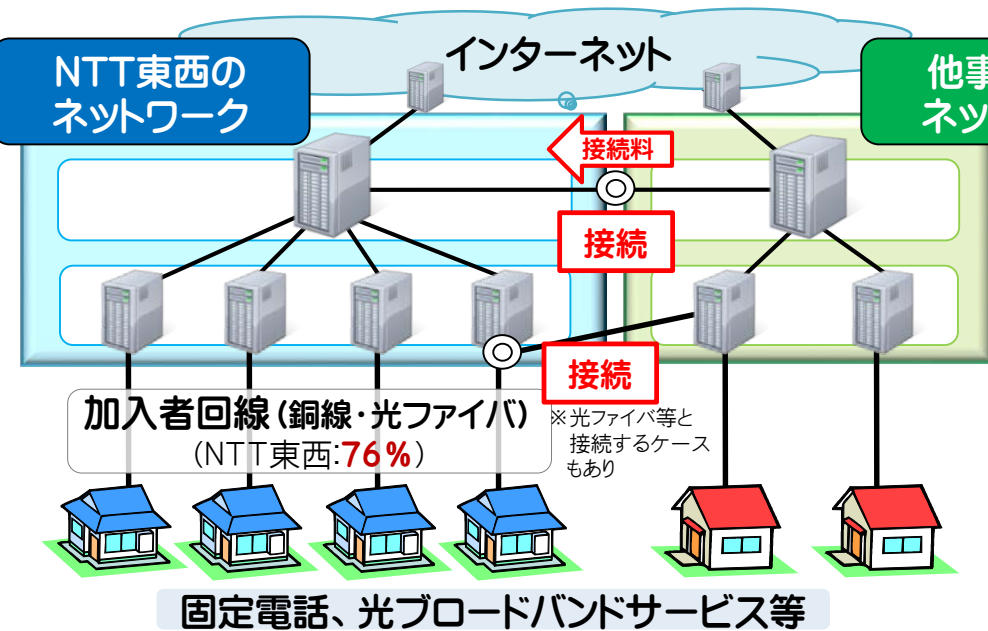 インターネット
NTT東西の
ネットワーク
他事
ネッ
接続料
接続
接続
加入者回線(銅線・光ファイバ)
(NTT東西:76%)
※光ファイバ等と
接続するケース
もあり
固定電話、光ブロードバンドサービス等